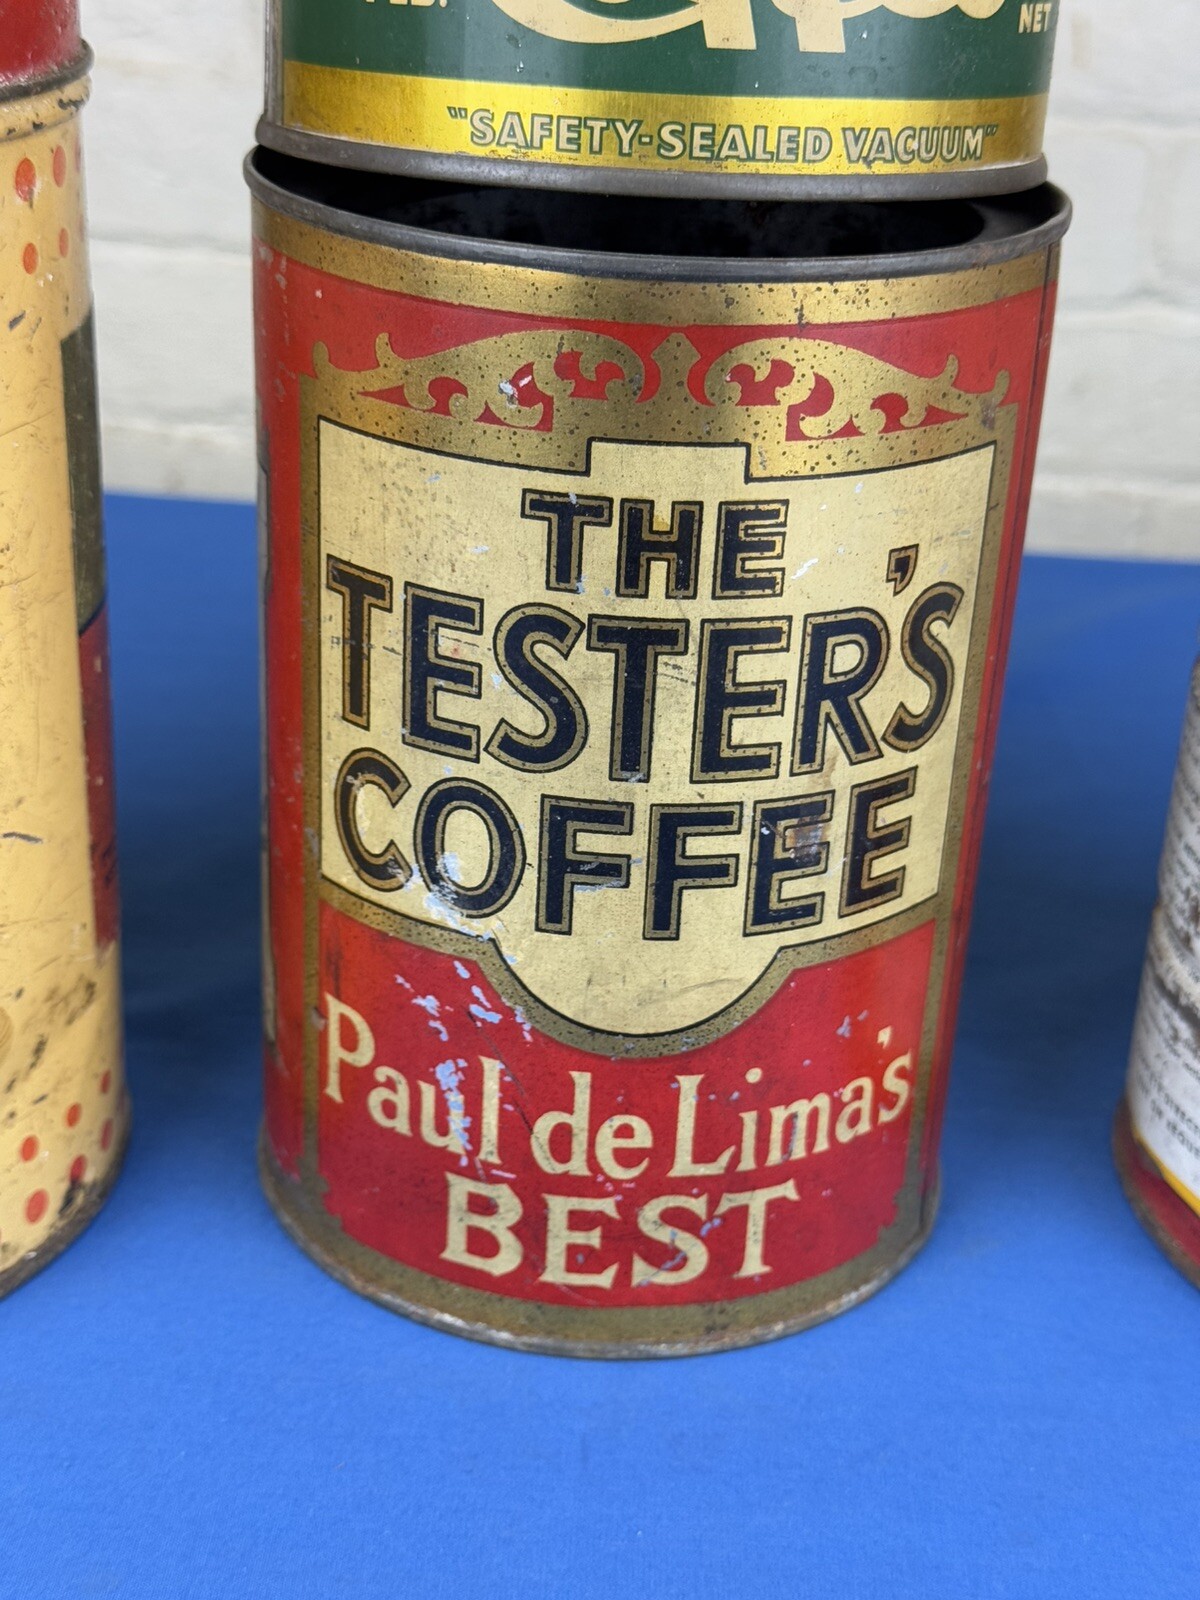 NET
"SAFETY-SEALED VACUUM"
THE
TESTER'S
COFFEE
Paul de Lima's
BEST